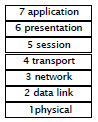 7 application
6 presentation
5 session
4 transport
3 network
2 data link
1physical